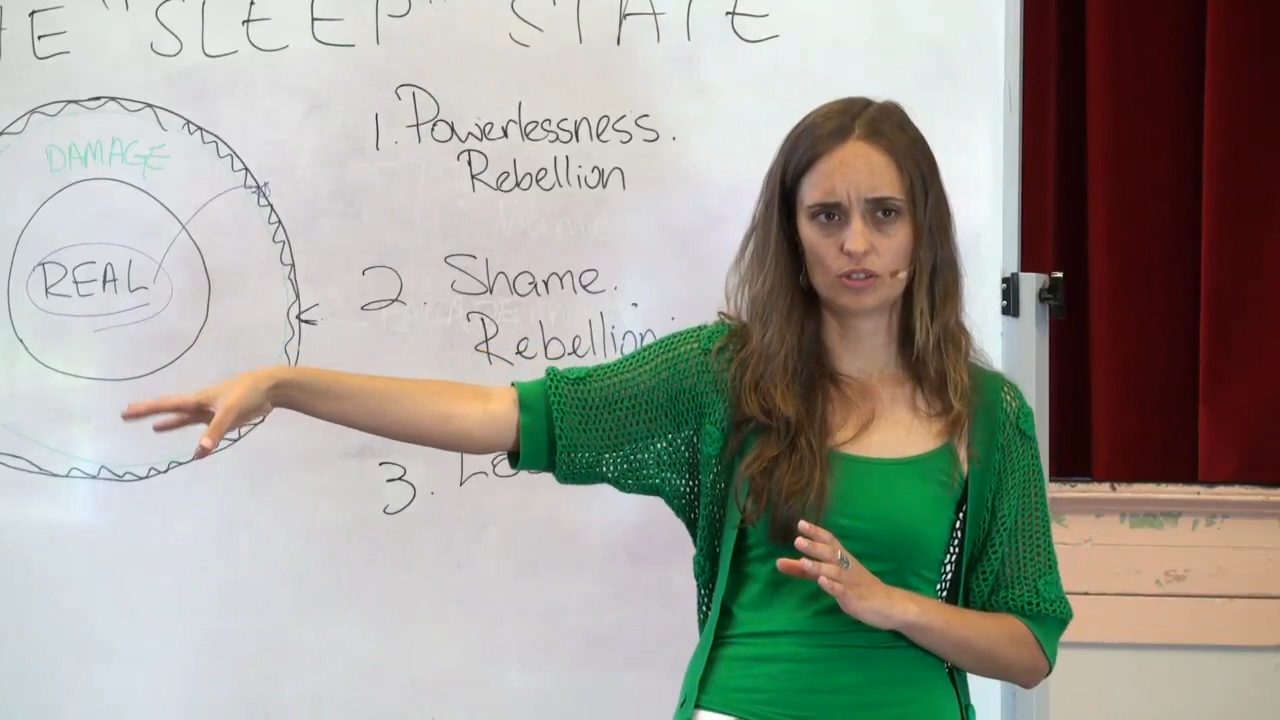 "SLEEP" STATE
DAMAGE
REAL
1. Powerlessness.
Rebellion
2. Shame.
Rebellion.
3.